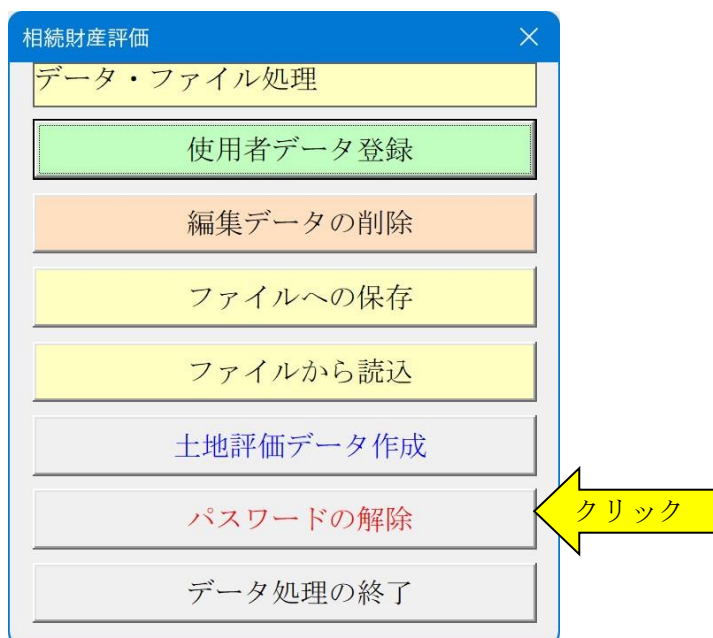 相続財産評価
データ・ファイル処理
使用者データ登録
編集データの削除
ファイルへの保存
ファイルから読込
土地評価データ作成
パスワードの解除
クリック
データ処理の終了